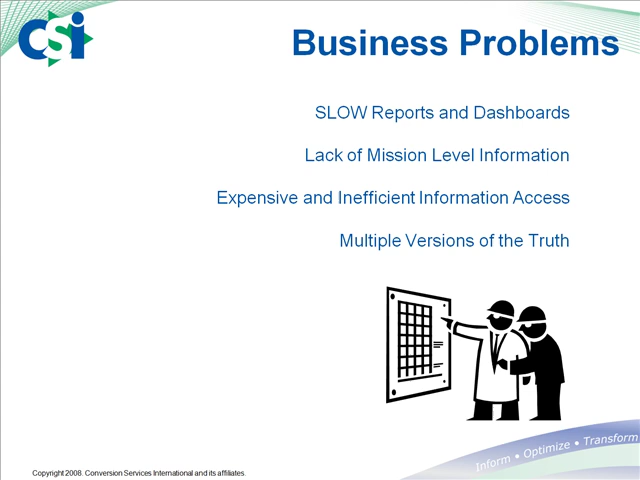 CSi
Business Problems
SLOW Reports and Dashboards
Lack of Mission Level Information
Expensive and Inefficient Information Access
Multiple Versions of the Truth
Inform • Optimize • Transform
Copyright 2008. Conversion Services International and its affiliates.